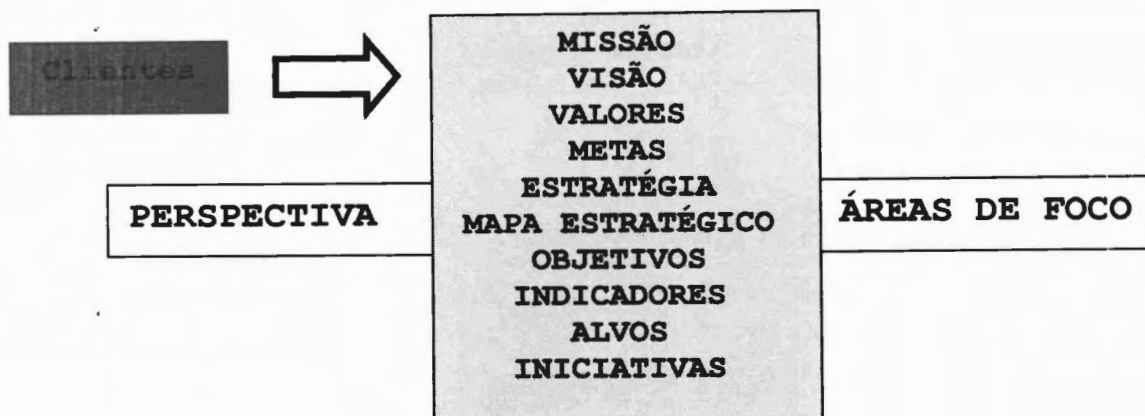 Clientes
MISSÃO
VISÃO
VALORES
METAS
ESTRATÉGIA
MAPA ESTRATÉGICO
OBJETIVOS
INDICADORES
ALVOS
INICIATIVAS
PERSPECTIVA
ÁREAS DE FOCO